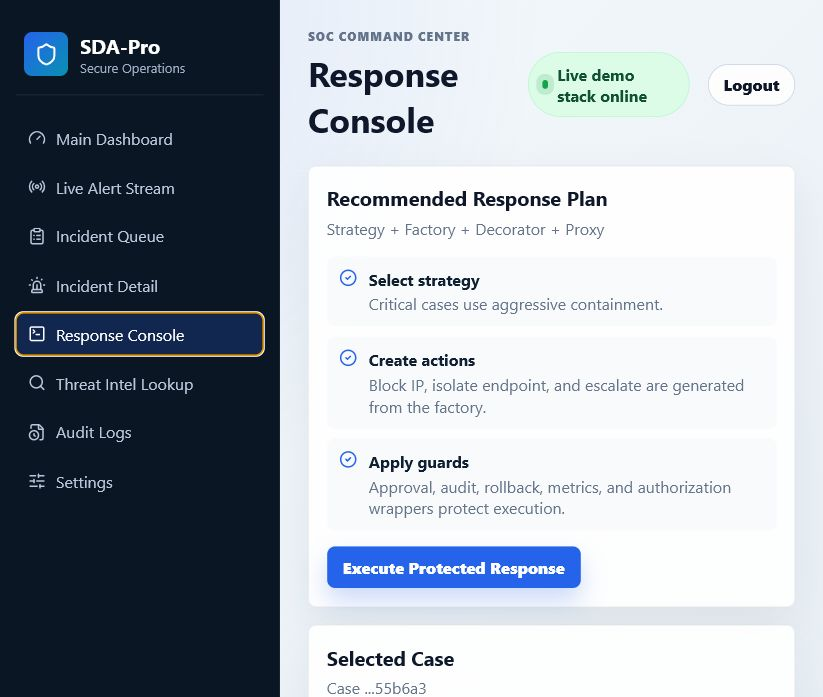 SDA-Pro
Secure Operations
Main Dashboard
Live Alert Stream
Incident Queue
Incident Detail
Response Console
Threat Intel Lookup
Audit Logs
Settings
SOC COMMAND CENTER
Response
Console
Live demo
stack online
Logout
Recommended Response Plan
Strategy + Factory + Decorator + Proxy
Select strategy
Critical cases use aggressive containment.
Create actions
Block IP, isolate endpoint, and escalate are generated
from the factory.
Apply guards
Approval, audit, rollback, metrics, and authorization
wrappers protect execution.
Execute Protected Response
Selected Case
Case ...55b6a3